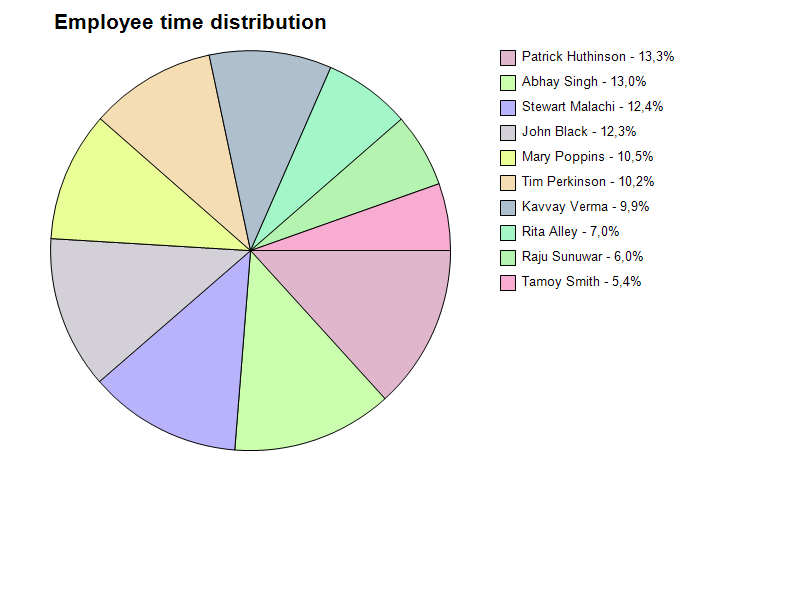 Employee time distribution
Patrick Huthinson - 13,3%
Abhay Singh - 13,0%
Stewart Malachi - 12,4%
John Black - 12,3%
Mary Poppins - 10,5%
Tim Perkinson - 10,2%
Kavvay Verma - 9,9%
Rita Alley - 7,0%
Raju Sunuwar - 6,0%
Tamoy Smith - 5,4%